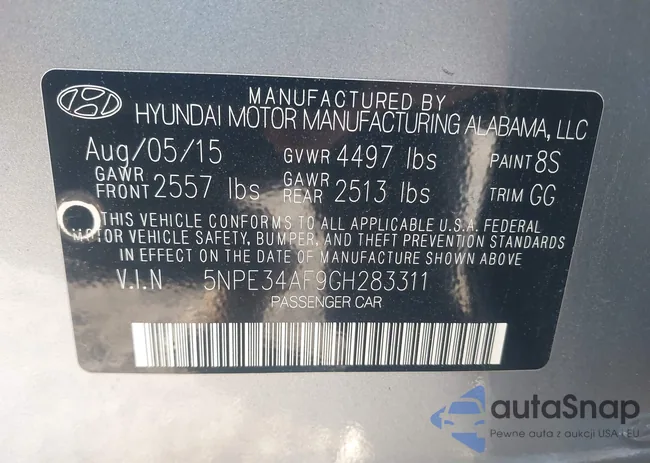 MANUFACTURED BY
HYUNDAI MOTOR MANUFACTURING ALABAMA, LLC
Aug/05/15 GVWR 4497 lbs PAINT 8S
GAWR FRONT 2557 lbs GAWR REAR 2513 lbs TRIM GG
THIS VEHICLE CONFORMS TO ALL APPLICABLE U.S.A. FEDERAL
MOTOR VEHICLE SAFETY, BUMPER, AND THEFT PREVENTION
STANDARDS IN EFFECT ON THE DATE OF MANUFACTURE
V.I.N 5NPE34AF9GH283311
PASSENGER CAR
autaSnap
Pewne auta z aukcji USA i EU